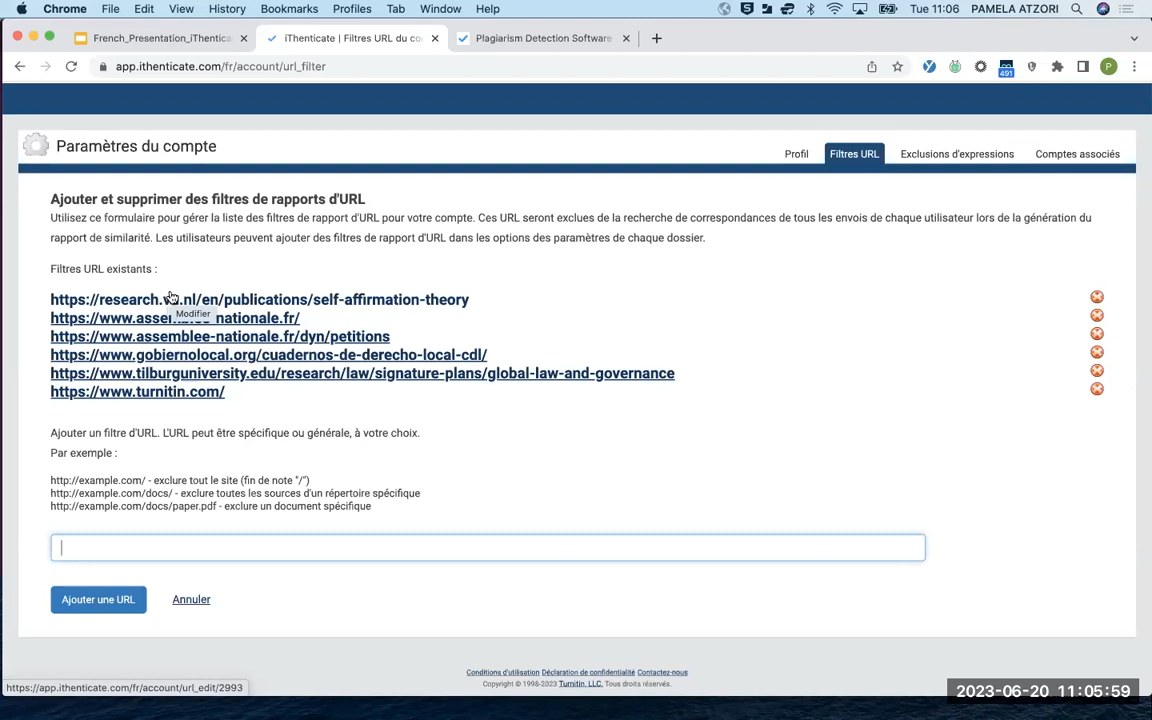 Chrome File Edit View History Bookmarks Profiles Tab Window Help Tue 11:06 PAMELA ATZORI
French_Presentation_iThentica iThenticate | Filtres URL du co Plagiarism Detection Software
app.ithenticate.com/fr/account/url_filter
491
P
Paramètres du compte
Profil Filtres URL Exclusions d'expressions Comptes associés
Ajouter et supprimer des filtres de rapports d'URL
Utilisez ce formulaire pour gérer la liste des filtres de rapport d'URL pour votre compte. Ces URL seront exclues de la recherche de correspondances de tous les envois de chaque utilisateur lors de la génération du
rapport de similarité. Les utilisateurs peuvent ajouter des filtres de rapport d'URL dans les options des paramètres de chaque dossier.
Filtres URL existants :
https://research. .nl/en/publications/self-affirmation-theory
Modifier
https://www.assemblee-nationale.fr/
https://www.assemblee-nationale.fr/dyn/petitions
https://www.gobiernolocal.org/cuadernos-de-derecho-local-cdl/
https://www.tilburguniversity.edu/research/law/signature-plans/global-law-and-governance
https://www.turnitin.com/
Ajouter un filtre d'URL. L'URL peut être spécifique ou générale, à votre choix.
Par exemple :
http://example.com/ - exclure tout le site (fin de note "/")
http://example.com/docs/ - exclure toutes les sources d'un répertoire spécifique
http://example.com/docs/paper.pdf - exclure un document spécifique
Ajouter une URL Annuler
Conditions d'utilisation Déclaration de confidentialité Contactez-nous
Copyright © 1998-2023 Turnitin, LLC. Tous droits réservés.
https://app.ithenticate.com/fr/account/url_edit/2993
2023-06-20 11:05:59